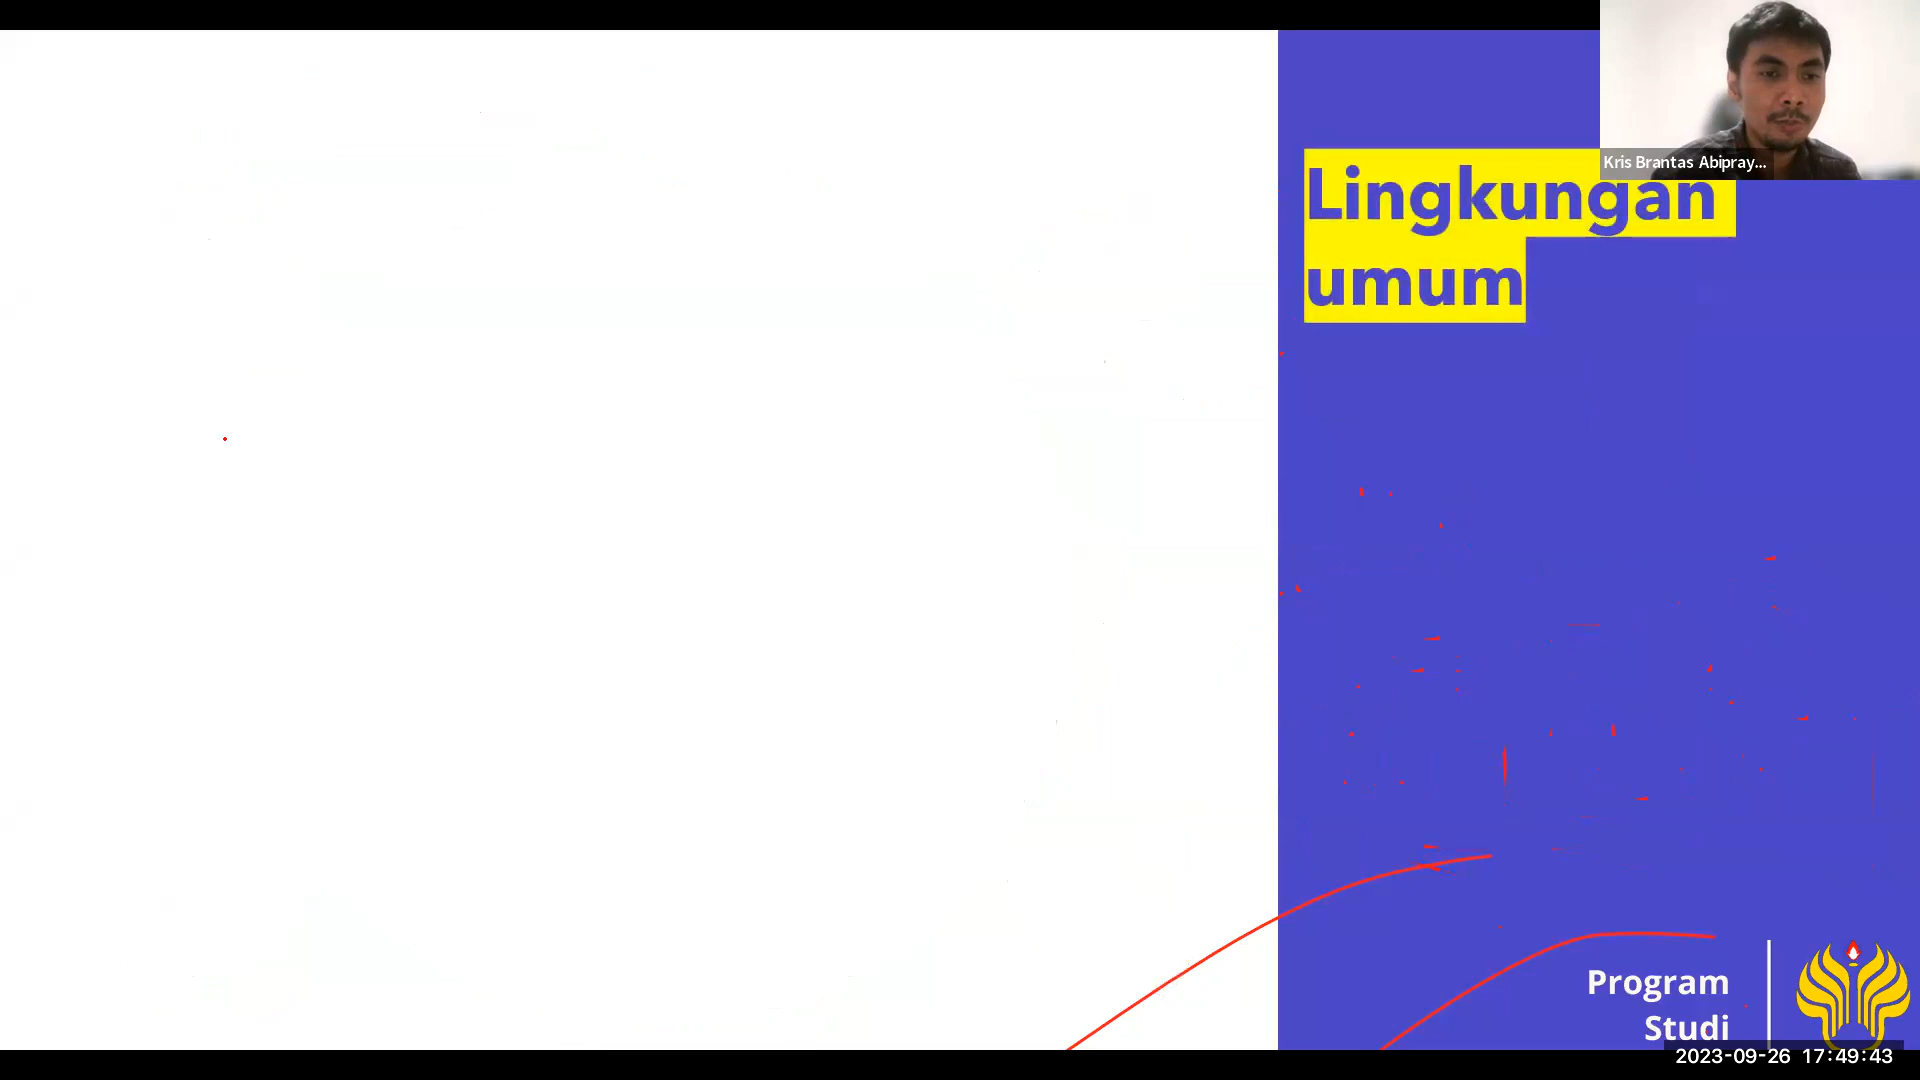 Kris Brantas Abipray...
Lingkungan
umum
Program
Studi
2023-09-26 17:49:43